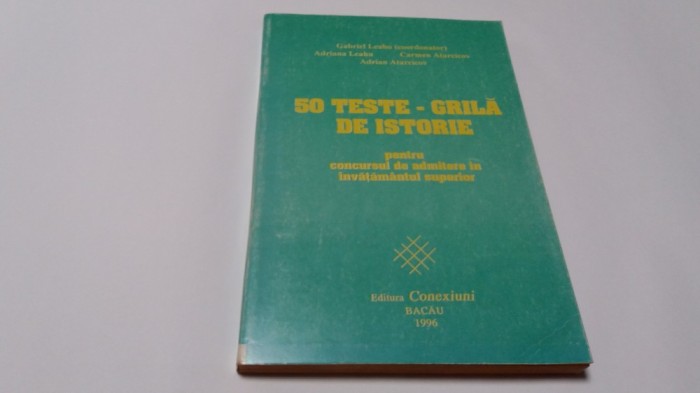 Gabriel Leahu (coordonator)
Adriana Leahu Carmen Atarcicov
Adrian Atarcicov
50 TESTE - GRILĂ
DE ISTORIE
pentru
concursul de admitere în
învăţământul superior
Editura Conexiuni
BACĂU
1996